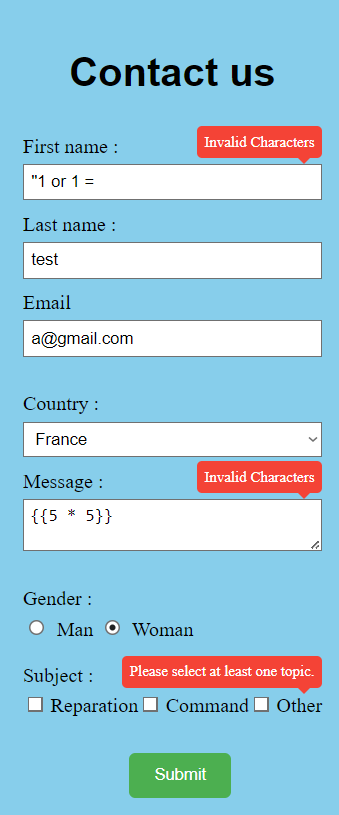 Contact us
Invalid Characters
First name :
"1 or 1 =
Last name :
test
Email
a@gmail.com
Country :
France
Invalid Characters
Message :
{{5 * 5}}
Gender :
Man Woman
Please select at least one topic.
Subject :
Reparation Command Other
Submit